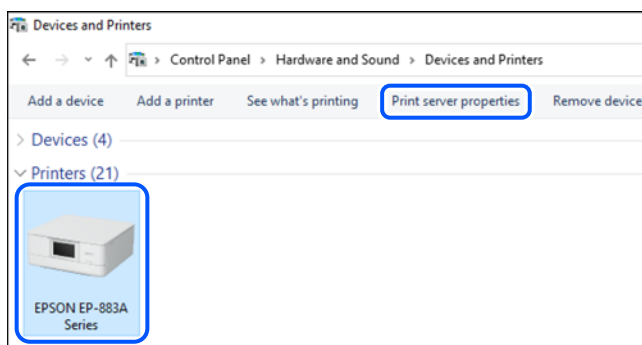 Devices and Printers
Control Panel > Hardware and Sound > Devices and Printers
Add a device Add a printer See what's printing Print server properties Remove device
Devices (4)
Printers (21)
EPSON EP-883A
Series